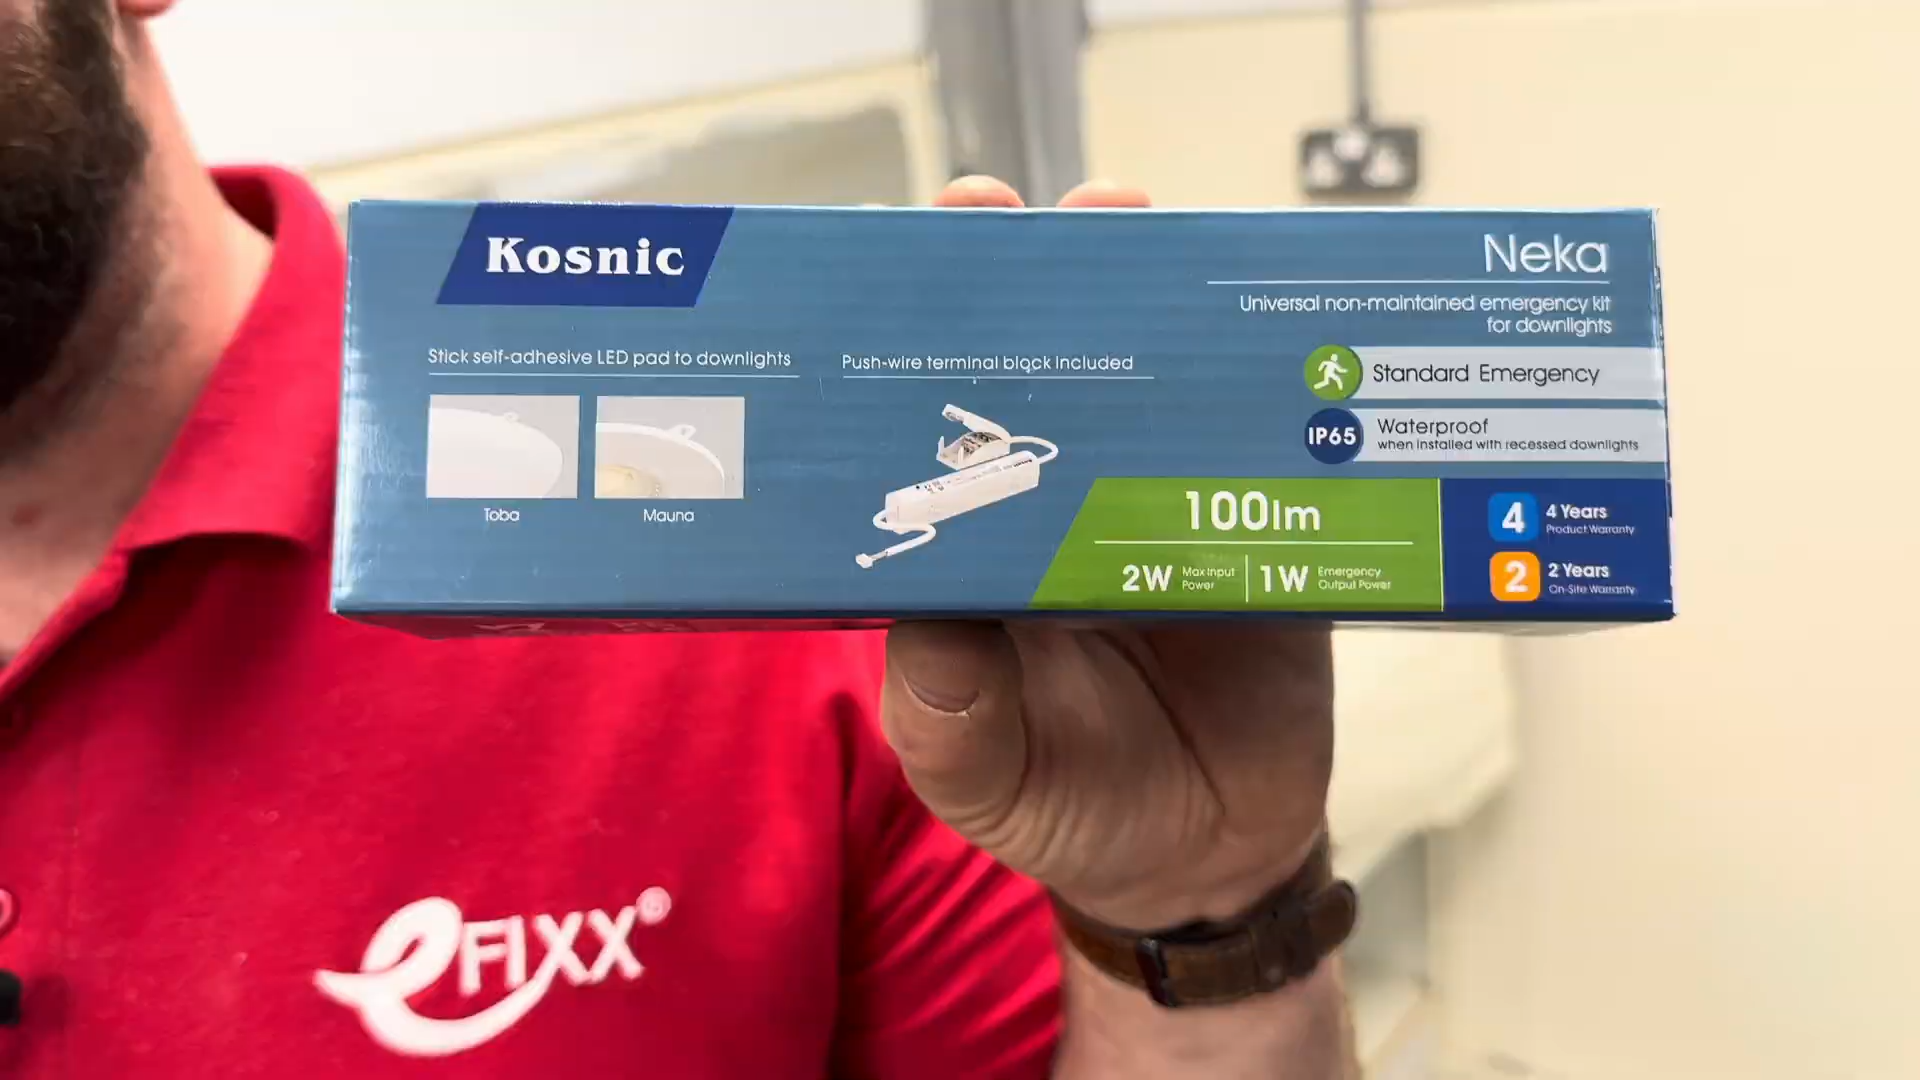 Kosnic
Neka
Universal non-maintained emergency kit
for downlights
Stick self-adhesive LED pad to downlights
Push-wire terminal block included
Standard Emergency
IP65
Waterproof
when installed with recessed downlights
Toba
Mauna
100lm
2W Max Input
Power
1W Emergency
Output Power
4
4 Years
Product Warranty
2
2 Years
On-Site Warranty
eFIXX®